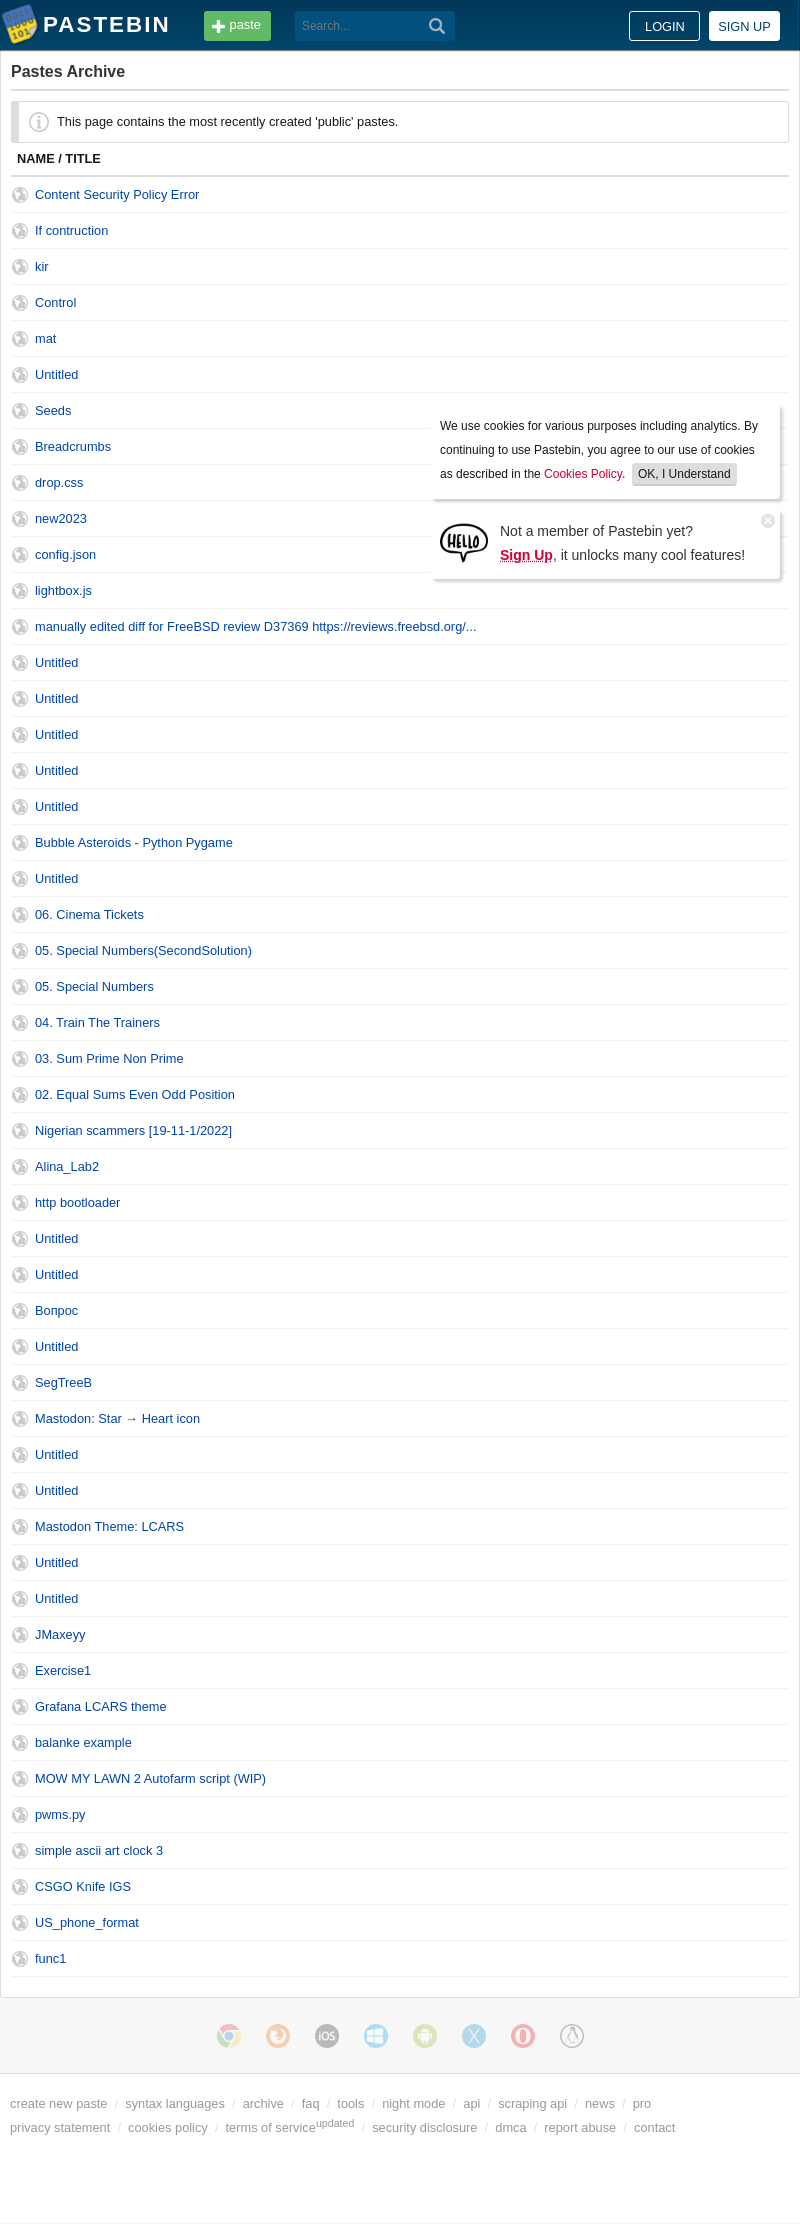 PASTEBIN
paste
Search...
LOGIN
SIGN UP
Pastes Archive
This page contains the most recently created 'public' pastes.
NAME / TITLE
Content Security Policy Error
If contruction
kir
Control
mat
Untitled
Seeds
Breadcrumbs
drop.css
new2023
config.json
lightbox.js
We use cookies for various purposes including analytics. By
continuing to use Pastebin, you agree to our use of cookies
as described in the Cookies Policy. OK, I Understand
HELLO
Not a member of Pastebin yet?
Sign Up, it unlocks many cool features!
manually edited diff for FreeBSD review D37369 https://reviews.freebsd.org/...
Untitled
Untitled
Untitled
Untitled
Untitled
Bubble Asteroids - Python Pygame
Untitled
06. Cinema Tickets
05. Special Numbers(SecondSolution)
05. Special Numbers
04. Train The Trainers
03. Sum Prime Non Prime
02. Equal Sums Even Odd Position
Nigerian scammers [19-11-1/2022]
Alina_Lab2
http bootloader
Untitled
Untitled
Вопрос
Untitled
SegTreeB
Mastodon: Star → Heart icon
Untitled
Untitled
Mastodon Theme: LCARS
Untitled
Untitled
JMaxeyy
Exercise1
Grafana LCARS theme
balanke example
MOW MY LAWN 2 Autofarm script (WIP)
pwms.py
simple ascii art clock 3
CSGO Knife IGS
US_phone_format
func1
iOS
create new paste / syntax languages / archive / faq / tools / night mode / api / scraping api / news / pro
privacy statement / cookies policy / terms of serviceupdated / security disclosure / dmca / report abuse / contact